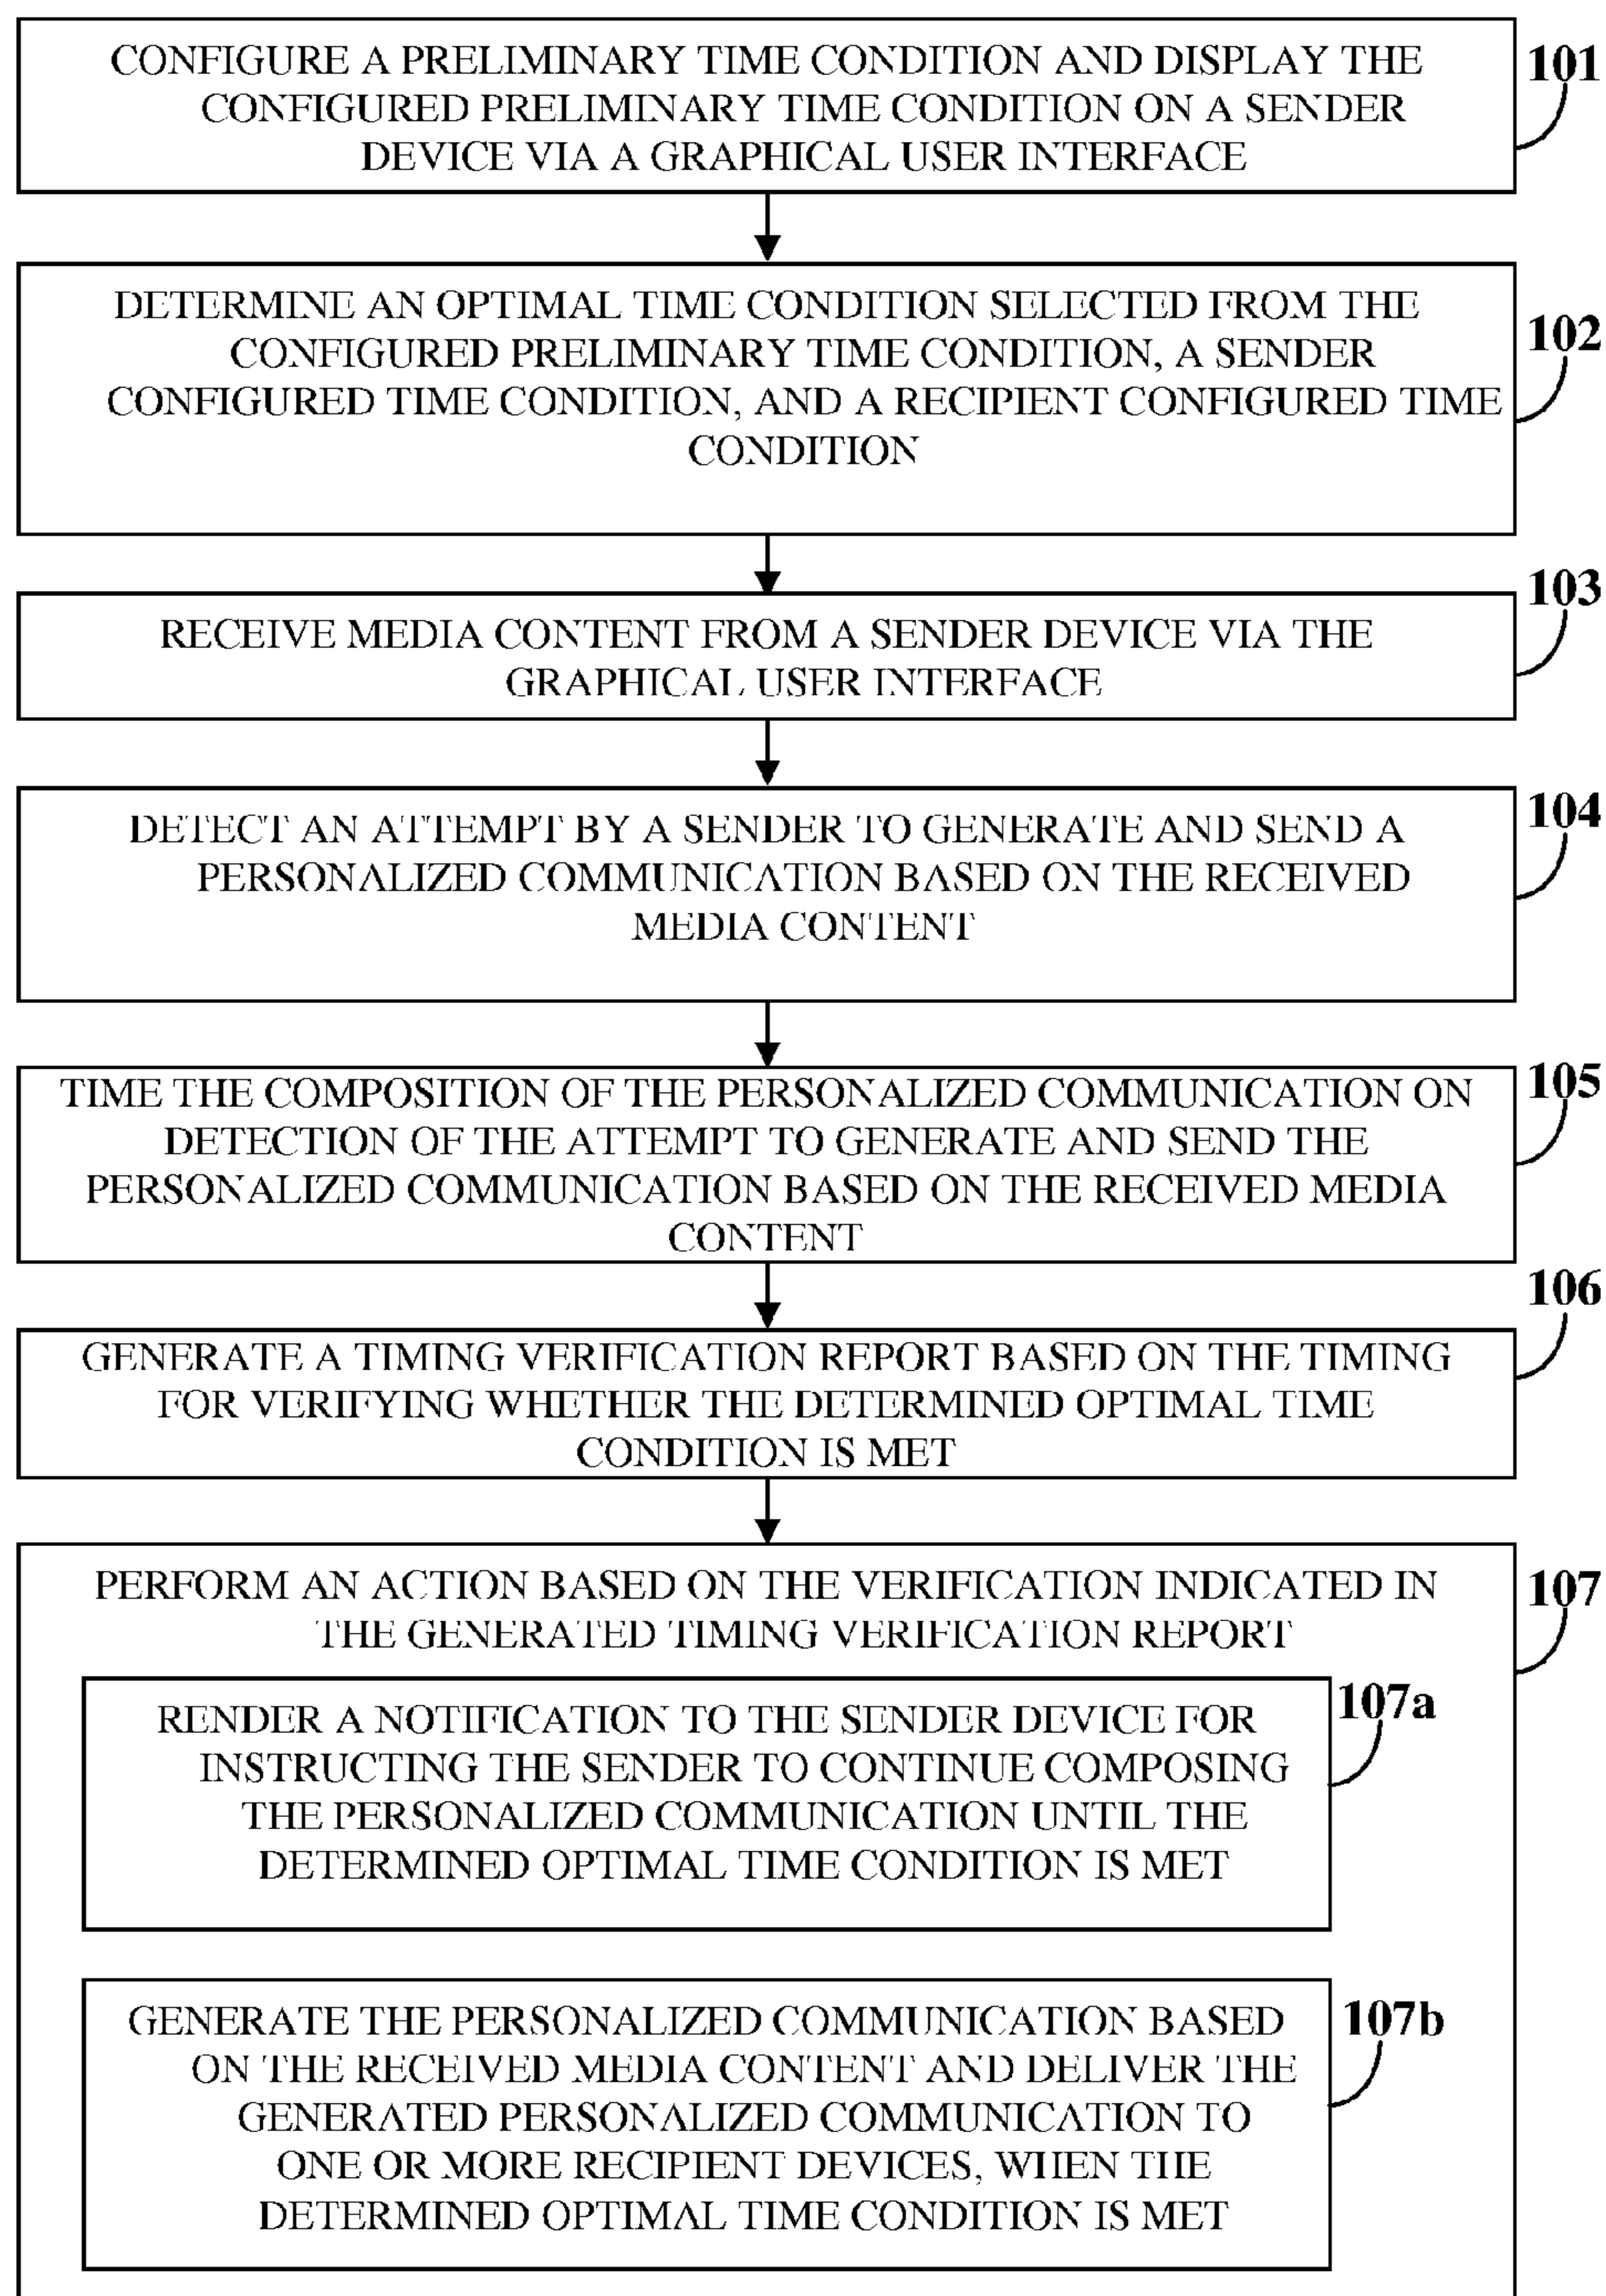 CONFIGURE A PRELIMINARY TIME CONDITION AND DISPLAY THE
CONFIGURED PRELIMINARY TIME CONDITION ON A SENDER
DEVICE VIA A GRAPHICAL USER INTERFACE
101
DETERMINE AN OPTIMAL TIME CONDITION SELECTED FROM THE
CONFIGURED PRELIMINARY TIME CONDITION, A SENDER
CONFIGURED TIME CONDITION, AND A RECIPIENT CONFIGURED TIME
CONDITION
102
RECEIVE MEDIA CONTENT FROM A SENDER DEVICE VIA THE
GRAPHICAL USER INTERFACE
103
DETECT AN ATTEMPT BY A SENDER TO GENERATE AND SEND A
PERSONALIZED COMMUNICATION BASED ON THE RECEIVED
MEDIA CONTENT
104
TIME THE COMPOSITION OF THE PERSONALIZED COMMUNICATION ON
DETECTION OF THE ATTEMPT TO GENERATE AND SEND THE
PERSONALIZED COMMUNICATION BASED ON THE RECEIVED MEDIA
CONTENT
105
GENERATE A TIMING VERIFICATION REPORT BASED ON THE TIMING
FOR VERIFYING WHETHER THE DETERMINED OPTIMAL TIME
CONDITION IS MET
106
PERFORM AN ACTION BASED ON THE VERIFICATION INDICATED IN
THE GENERATED TIMING VERIFICATION REPORT
107
RENDER A NOTIFICATION TO THE SENDER DEVICE FOR
INSTRUCTING THE SENDER TO CONTINUE COMPOSING
THE PERSONALIZED COMMUNICATION UNTIL THE
DETERMINED OPTIMAL TIME CONDITION IS MET
107a
GENERATE THE PERSONALIZED COMMUNICATION BASED
ON THE RECEIVED MEDIA CONTENT AND DELIVER THE
GENERATED PERSONALIZED COMMUNICATION TO
ONE OR MORE RECIPIENT DEVICES, WHEN THE
DETERMINED OPTIMAL TIME CONDITION IS MET
107b